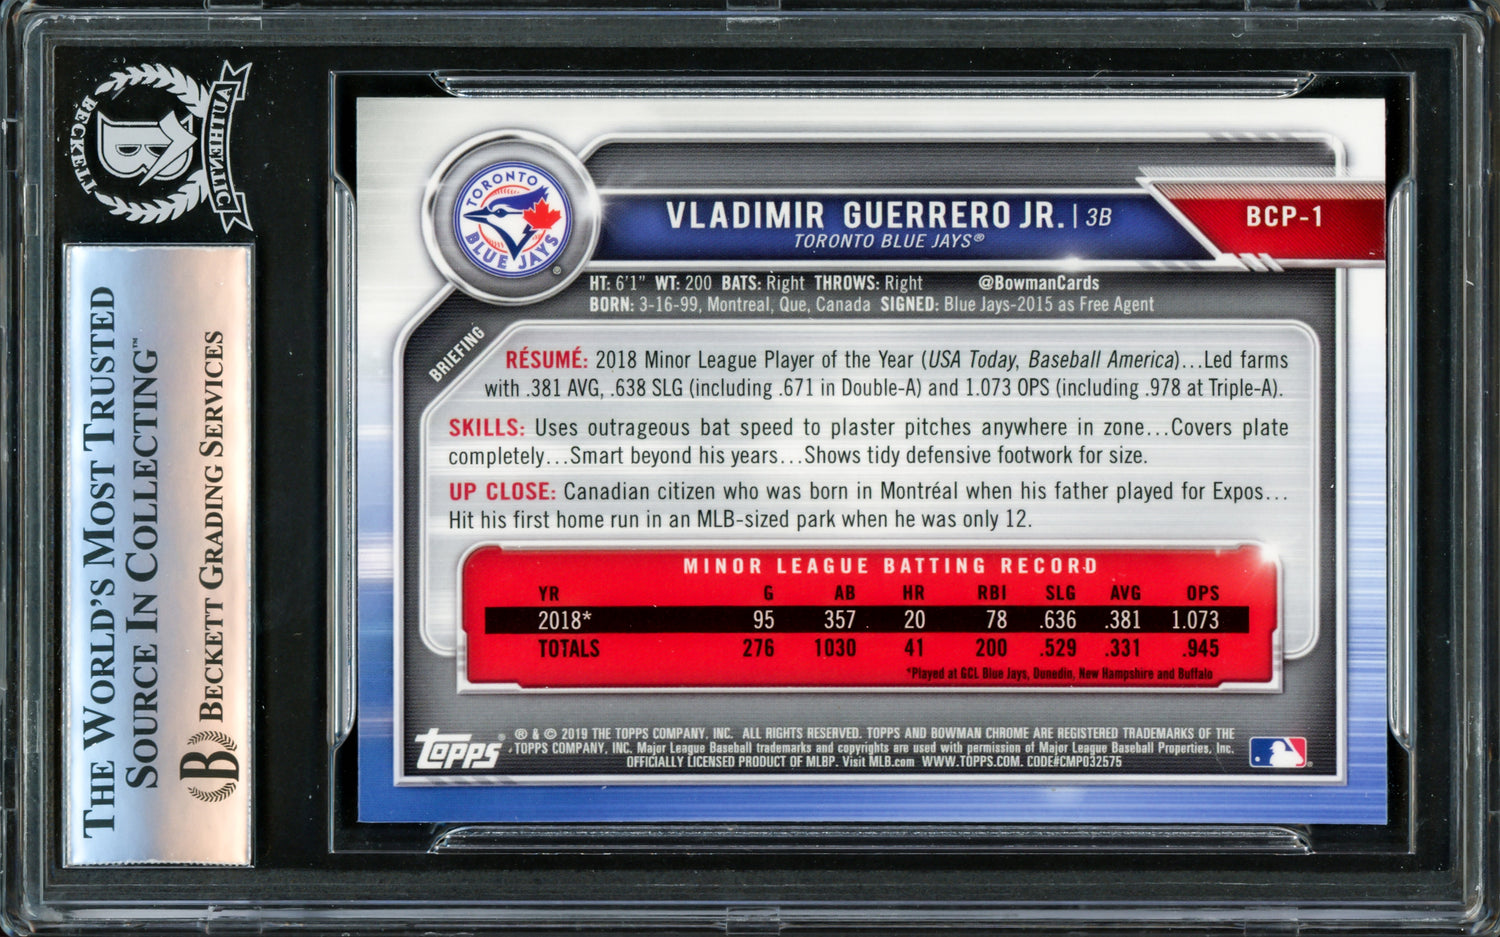 BECKETT
AUTHENTIC
B
THE WORLD'S MOST TRUSTED
SOURCE IN COLLECTING™
B BECKETT GRADING SERVICES
TORONTO
BLUE JAYS
®
VLADIMIR GUERRERO JR. | 3B
TORONTO BLUE JAYS®
BCP-1
HT: 6'1" WT: 200 BATS: Right THROWS: Right @BowmanCards
BORN: 3-16-99, Montreal, Que, Canada SIGNED: Blue Jays-2015 as Free Agent
BRIEFING
RÉSUMÉ: 2018 Minor League Player of the Year (USA Today, Baseball America)...Led farms
with .381 AVG, .638 SLG (including .671 in Double-A) and 1.073 OPS (including .978 at Triple-A).
SKILLS: Uses outrageous bat speed to plaster pitches anywhere in zone...Covers plate
completely...Smart beyond his years...Shows tidy defensive footwork for size.
UP CLOSE: Canadian citizen who was born in Montréal when his father played for Expos...
Hit his first home run in an MLB-sized park when he was only 12.
MINOR LEAGUE BATTING RECORD
YR G AB HR RBI SLG AVG OPS
2018* 95 357 20 78 .636 .381 1.073
TOTALS 276 1030 41 200 .529 .331 .945
*Played at GCL Blue Jays, Dunedin, New Hampshire and Buffalo
topps®
® & © 2019 THE TOPPS COMPANY, INC. ALL RIGHTS RESERVED. TOPPS AND BOWMAN CHROME ARE REGISTERED TRADEMARKS OF THE
TOPPS COMPANY, INC. Major League Baseball trademarks and copyrights are used with permission of Major League Baseball Properties, Inc.
OFFICIALLY LICENSED PRODUCT OF MLBP. Visit MLB.com WWW.TOPPS.COM. CODE#CMP032575